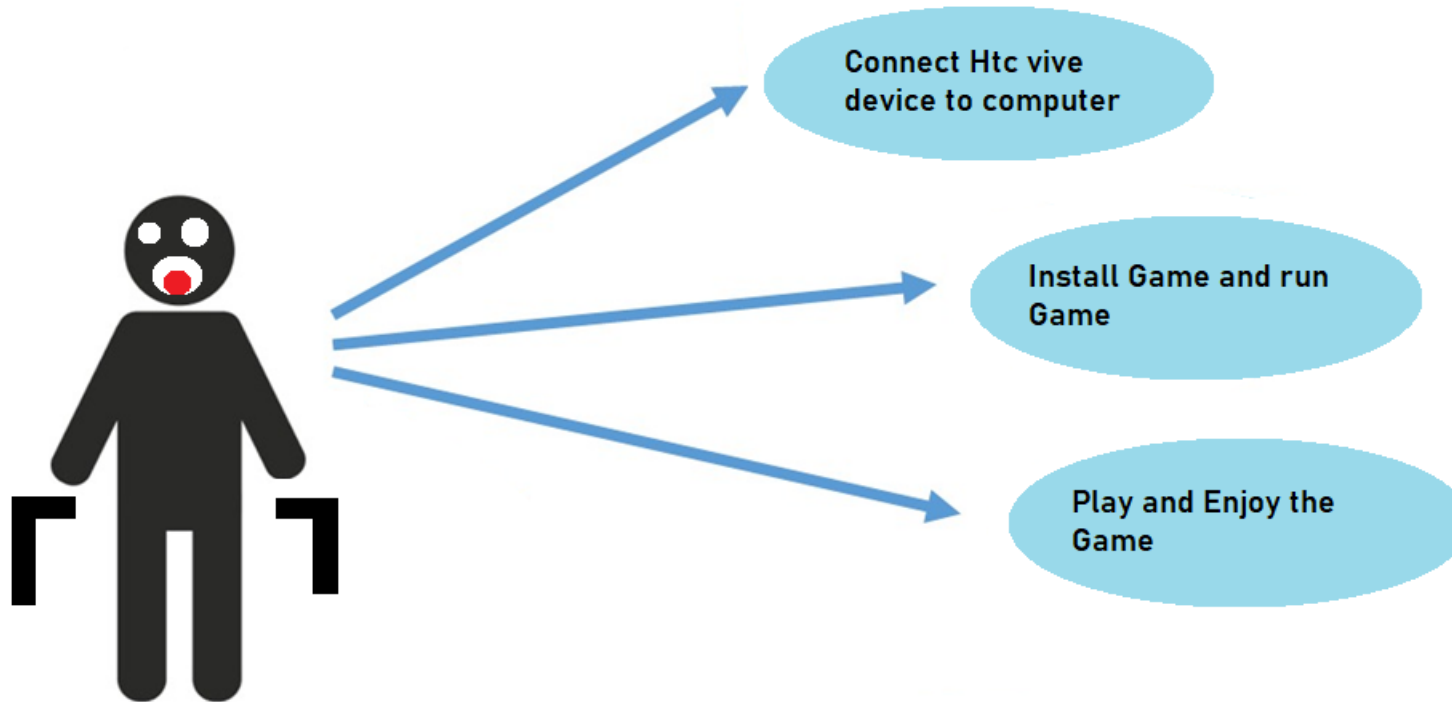 Connect Htc vive
device to computer
Install Game and run
Game
Play and Enjoy the
Game